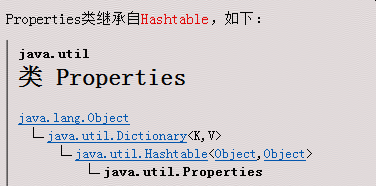 Properties类继承自Hashtable，如下：
java.util
类 Properties
java.lang.Object
java.util.Dictionary<K,V>
java.util.Hashtable<Object,Object>
java.util.Properties